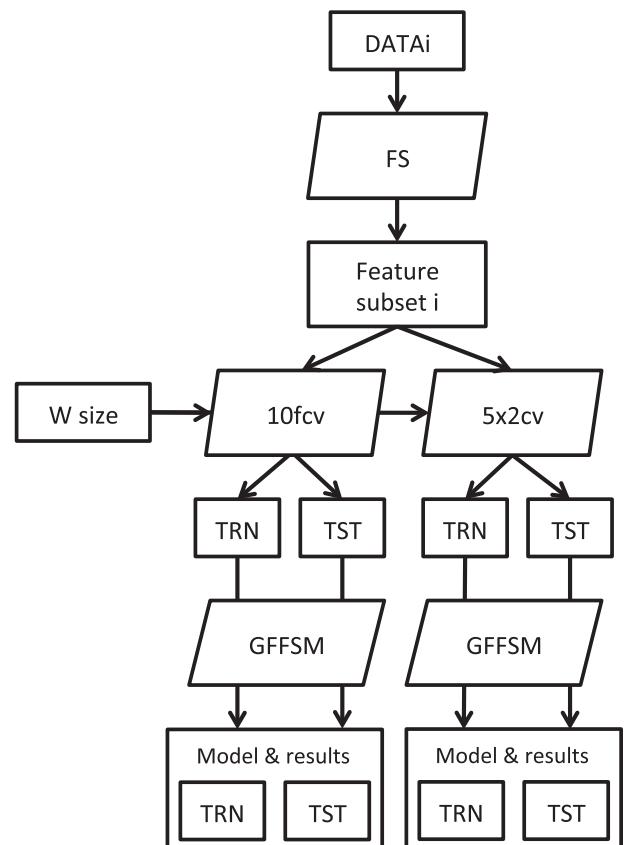 DATAi
FS
Feature
subset i
W size
10fcv
5x2cv
TRN
TST
TRN
TST
GFFSM
GFFSM
Model & results
TRN
TST
Model & results
TRN
TST